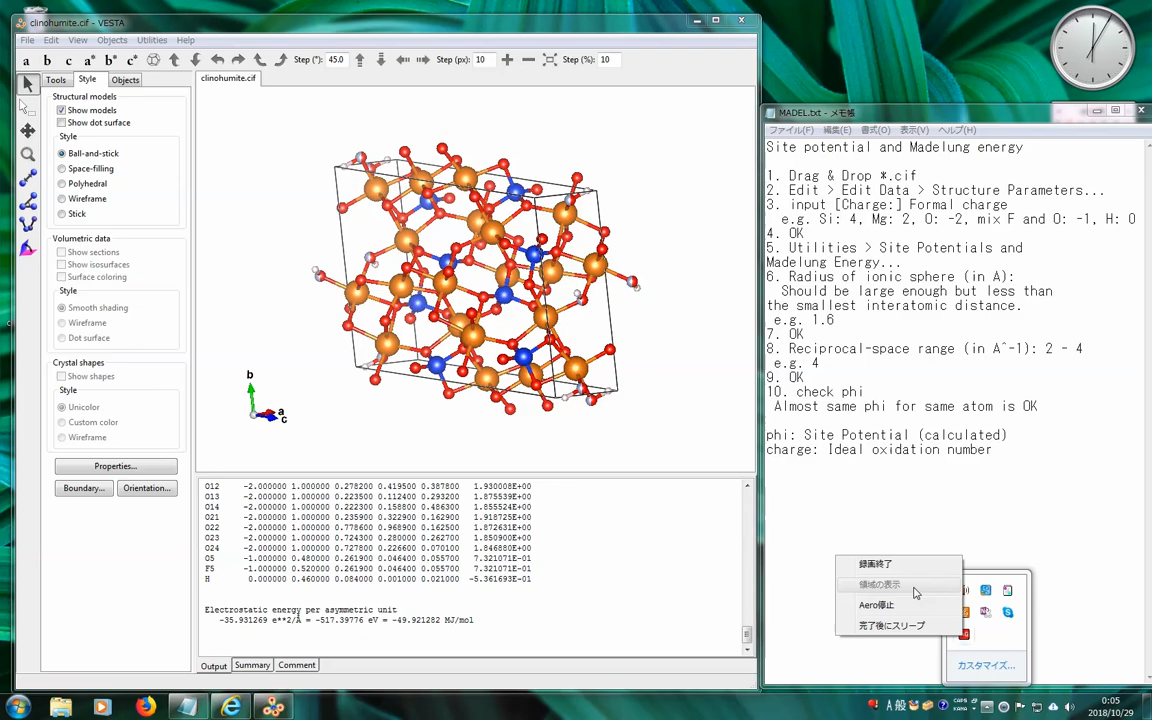 clinohumite.cif - VESTA
File Edit View Objects Utilities Help
a b c a* b* c* Step (°): 45.0 Step (px): 10 Step (%): 10
Tools Style Objects
clinohumite.cif
Structural models
Show models
Show dot surface
Style
Ball-and-stick
Space-filling
Polyhedral
Wireframe
Stick
Volumetric data
Show sections
Show isosurfaces
Surface coloring
Style
Smooth shading
Wireframe
Dot surface
Crystal shapes
Show shapes
Style
Unicolor
Custom color
Wireframe
Properties...
Boundary... Orientation...
b
a
c
O12 -2.000000 1.000000 0.278200 0.419500 0.387800 1.930008E+00
O13 -2.000000 1.000000 0.223500 0.112400 0.293200 1.875539E+00
O14 -2.000000 1.000000 0.222300 0.158800 0.486300 1.855524E+00
O21 -2.000000 1.000000 0.235900 0.322900 0.162900 1.918725E+00
O22 -2.000000 1.000000 0.778600 0.968900 0.162500 1.872631E+00
O23 -2.000000 1.000000 0.724300 0.280000 0.262700 1.850900E+00
O24 -2.000000 1.000000 0.727800 0.226600 0.070100 1.846880E+00
O5 -1.000000 0.480000 0.261900 0.046400 0.055700 7.321071E-01
F5 -1.000000 0.520000 0.261900 0.046400 0.055700 7.321071E-01
H 0.000000 0.460000 0.084000 0.001000 0.021000 -5.361693E-01
Electrostatic energy per asymmetric unit
-35.931269 e**2/Å = -517.39776 eV = -49.921282 MJ/mol
Output Summary Comment
MADEL.txt - メモ帳
ファイル(F) 編集(E) 書式(O) 表示(V) ヘルプ(H)
Site potential and Madelung energy
1. Drag & Drop *.cif
2. Edit > Edit Data > Structure Parameters...
3. input [Charge:] Formal charge
e.g. Si: 4, Mg: 2, O: -2, mix F and O: -1, H: 0
4. OK
5. Utilities > Site Potentials and
Madelung Energy...
6. Radius of ionic sphere (in A):
Should be large enough but less than
the smallest interatomic distance.
e.g. 1.6
7. OK
8. Reciprocal-space range (in A^-1): 2 - 4
e.g. 4
9. OK
10. check phi
Almost same phi for same atom is OK
phi: Site Potential (calculated)
charge: Ideal oxidation number
録画終了
領域の表示
Aero停止
完了後にスリープ
カスタマイズ...
A 般 CAPS KANA 0:05
2018/10/29